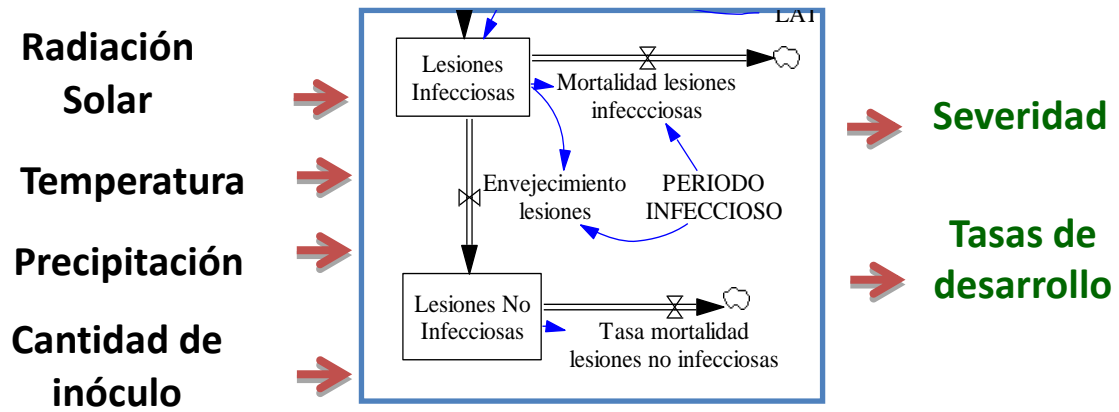 Radiación
Solar
Temperatura
Precipitación
Cantidad de
inóculo
LAT
Lesiones
Infecciosas
Mortalidad lesiones
infeccciosas
Envejecimiento
lesiones
PERIODO
INFECCIOSO
Lesiones No
Infecciosas
Tasa mortalidad
lesiones no infecciosas
Severidad
Tasas de
desarrollo